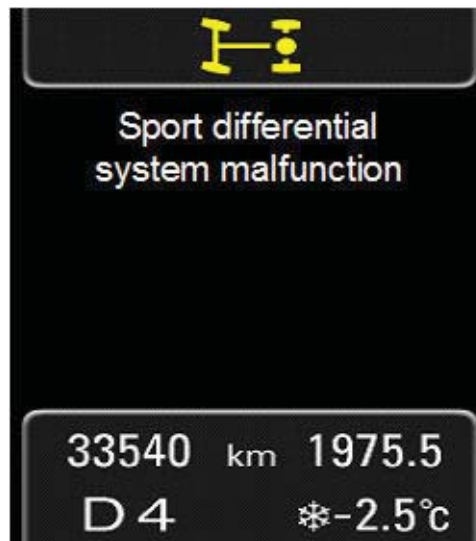 Sport differential
system malfunction
33540 km 1975.5
D4 -2.5°c